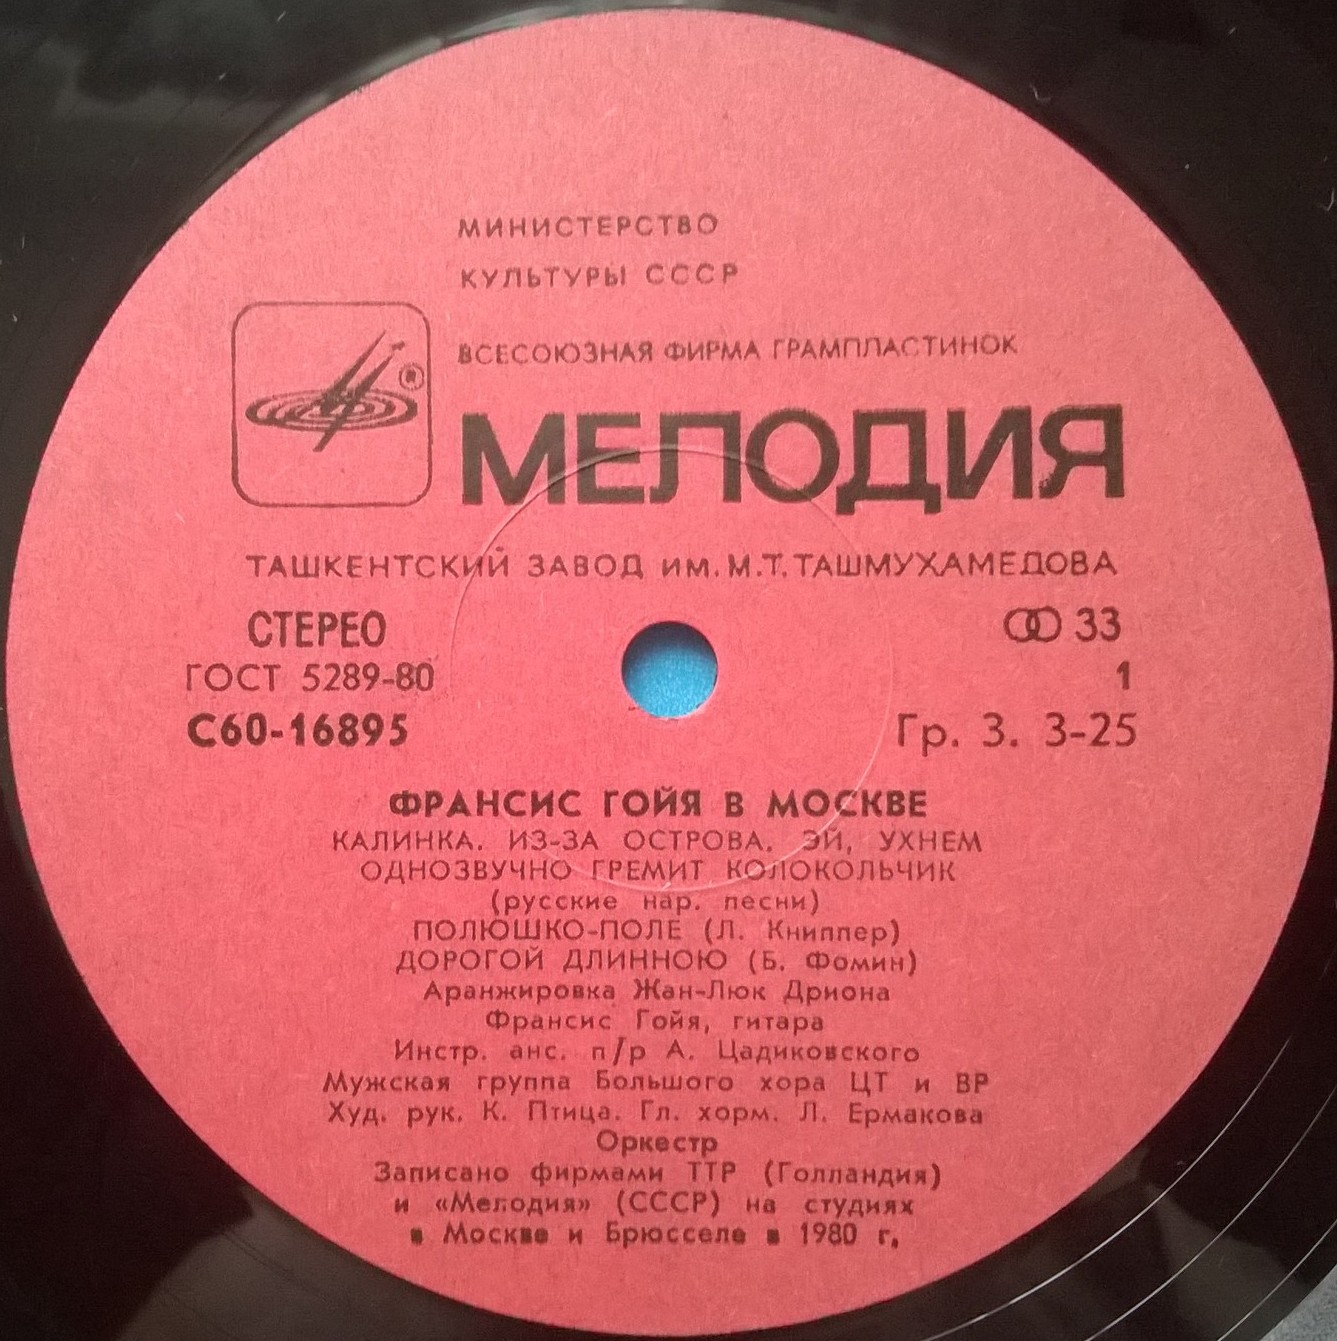 МИНИСТЕРСТВО
КУЛЬТУРЫ СССР
ВСЕСОЮЗНАЯ ФИРМА ГРАМПЛАСТИНОК
®
МЕЛОДИЯ
ТАШКЕНТСКИЙ ЗАВОД ИМ. М.Т. ТАШМУХАМЕДОВА
СТЕРЕО 33
ГОСТ 5289-80 1
С60-16895 Гр. 3. 3-25
ФРАНСИС ГОЙЯ В МОСКВЕ
КАЛИНКА. ИЗ-ЗА ОСТРОВА. ЭЙ, УХНЕМ
ОДНОЗВУЧНО ГРЕМИТ КОЛОКОЛЬЧИК
(русские нар. песни)
ПОЛЮШКО-ПОЛЕ (Л. Книппер)
ДОРОГОЙ ДЛИННОЮ (Б. Фомин)
Аранжировка Жан-Люк Дриона
Франсис Гойя, гитара
Инстр. анс. п/р А. Цадиковского
Мужская группа Большого хора ЦТ и ВР
Худ. рук. К. Птица. Гл. хорм. Л. Ермакова
Оркестр
Записано фирмами ТТР (Голландия)
и «Мелодия» (СССР) на студиях
в Москве и Брюсселе в 1980 г.